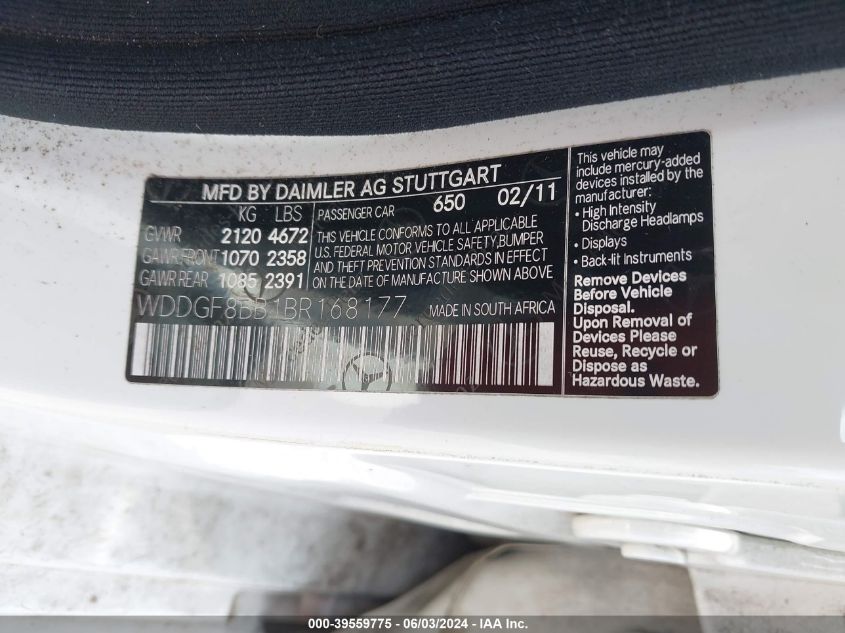 MFD BY DAIMLER AG STUTTGART
KG LBS
GVWR 2120 4672
GAWR FRONT 1070 2358
GAWR REAR 1085 2391
PASSENGER CAR 650 02/11
THIS VEHICLE CONFORMS TO ALL APPLICABLE
U.S. FEDERAL MOTOR VEHICLE SAFETY, BUMPER
AND THEFT PREVENTION STANDARDS IN EFFECT
ON THE DATE OF MANUFACTURE SHOWN ABOVE
WDDGF8BB1BR168177 MADE IN SOUTH AFRICA
This vehicle may
include mercury-added
devices installed by the
manufacturer:
• High Intensity
Discharge Headlamps
• Displays
• Back-lit Instruments
Remove Devices
Before Vehicle
Disposal.
Upon Removal of
Devices Please
Reuse, Recycle or
Dispose as
Hazardous Waste.
000-39559775 - 06/03/2024 - IAA Inc.